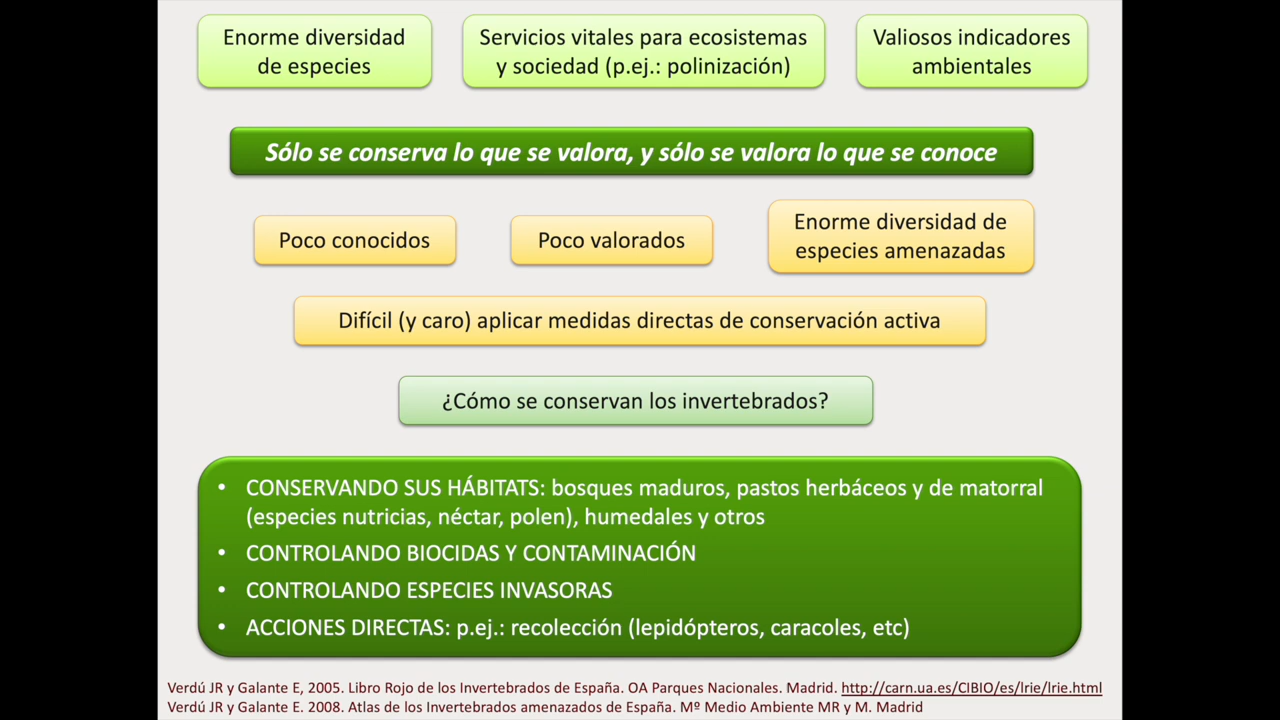 Enorme diversidad
de especies
Servicios vitales para ecosistemas
y sociedad (p.ej.: polinización)
Valiosos indicadores
ambientales
Sólo se conserva lo que se valora, y sólo se valora lo que se conoce
Poco conocidos
Poco valorados
Enorme diversidad de
especies amenazadas
Difícil (y caro) aplicar medidas directas de conservación activa
¿Cómo se conservan los invertebrados?
• CONSERVANDO SUS HÁBITATS: bosques maduros, pastos herbáceos y de matorral
(especies nutricias, néctar, polen), humedales y otros
• CONTROLANDO BIOCIDAS Y CONTAMINACIÓN
• CONTROLANDO ESPECIES INVASORAS
• ACCIONES DIRECTAS: p.ej.: recolección (lepidópteros, caracoles, etc)
Verdú JR y Galante E, 2005. Libro Rojo de los Invertebrados de España. OA Parques Nacionales. Madrid. http://carn.ua.es/CIBIO/es/lrie/lrie.html
Verdú JR y Galante E. 2008. Atlas de los Invertebrados amenazados de España. Mº Medio Ambiente MR y M. Madrid